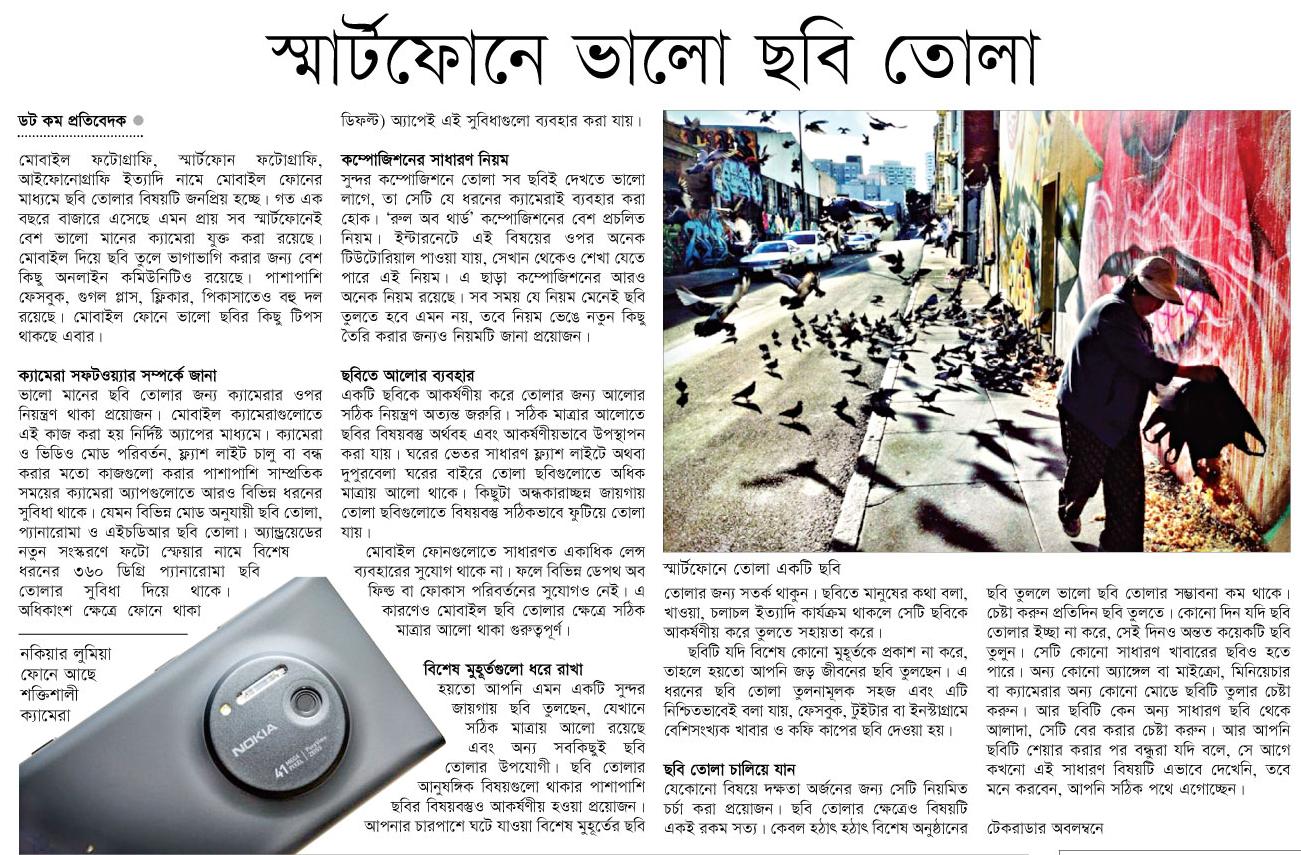 স্মার্টফোনে ভালো ছবি তোলা
ডট কম প্রতিবেদক
মোবাইল ফটোগ্রাফি, স্মার্টফোন ফটোগ্রাফি,
আইফোনোগ্রাফি ইত্যাদি নামে মোবাইল ফোনের
মাধ্যমে ছবি তোলার বিষয়টি জনপ্রিয় হচ্ছে। গত এক
বছরে বাজারে এসেছে এমন প্রায় সব স্মার্টফোনেই
বেশ ভালো মানের ক্যামেরা যুক্ত করা রয়েছে।
মোবাইল দিয়ে ছবি তুলে ভাগাভাগি করার জন্য বেশ
কিছু অনলাইন কমিউনিটিও রয়েছে। পাশাপাশি
ফেসবুক, গুগল প্লাস, ফ্লিকার, পিকাসাতেও বহু দল
রয়েছে। মোবাইল ফোনে ভালো ছবির কিছু টিপস
থাকছে এবার।
ক্যামেরা সফটওয়্যার সম্পর্কে জানা
ভালো মানের ছবি তোলার জন্য ক্যামেরার ওপর
নিয়ন্ত্রণ থাকা প্রয়োজন। মোবাইল ক্যামেরাগুলোতে
এই কাজ করা হয় নির্দিষ্ট অ্যাপের মাধ্যমে। ক্যামেরা
ও ভিডিও মোড পরিবর্তন, ফ্ল্যাশ লাইট চালু বা বন্ধ
করার মতো কাজগুলো করার পাশাপাশি সাম্প্রতিক
সময়ের ক্যামেরা অ্যাপগুলোতে আরও বিভিন্ন ধরনের
সুবিধা থাকে। যেমন বিভিন্ন মোড অনুযায়ী ছবি তোলা,
প্যানারোমা ও এইচডিআর ছবি তোলা। অ্যান্ড্রয়েডের
নতুন সংস্করণে ফটো স্ফেয়ার নামে বিশেষ
ধরনের ৩৬০ ডিগ্রি প্যানারোমা ছবি
তোলার সুবিধা দিয়ে থাকে।
অধিকাংশ ক্ষেত্রে ফোনে থাকা
নকিয়ার লুমিয়া
ফোনে আছে
শক্তিশালী
ক্যামেরা
NOKIA
41 MEGA PIXEL
PureView
ZEISS
ডিফল্ট) অ্যাপেই এই সুবিধাগুলো ব্যবহার করা যায়।
কম্পোজিশনের সাধারণ নিয়ম
সুন্দর কম্পোজিশনে তোলা সব ছবিই দেখতে ভালো
লাগে, তা সেটি যে ধরনের ক্যামেরাই ব্যবহার করা
হোক। ‘রুল অব থার্ড’ কম্পোজিশনের বেশ প্রচলিত
নিয়ম। ইন্টারনেটে এই বিষয়ের ওপর অনেক
টিউটোরিয়াল পাওয়া যায়, সেখান থেকেও শেখা যেতে
পারে এই নিয়ম। এ ছাড়া কম্পোজিশনের আরও
অনেক নিয়ম রয়েছে। সব সময় যে নিয়ম মেনেই ছবি
তুলতে হবে এমন নয়, তবে নিয়ম ভেঙে নতুন কিছু
তৈরি করার জন্যও নিয়মটি জানা প্রয়োজন।
ছবিতে আলোর ব্যবহার
একটি ছবিকে আকর্ষণীয় করে তোলার জন্য আলোর
সঠিক নিয়ন্ত্রণ অত্যন্ত জরুরি। সঠিক মাত্রার আলোতে
ছবির বিষয়বস্তু অর্থবহ এবং আকর্ষণীয়ভাবে উপস্থাপন
করা যায়। ঘরের ভেতর সাধারণ ফ্ল্যাশ লাইটে অথবা
দুপুরবেলা ঘরের বাইরে তোলা ছবিগুলোতে অধিক
মাত্রায় আলো থাকে। কিছুটা অন্ধকারাচ্ছন্ন জায়গায়
তোলা ছবিগুলোতে বিষয়বস্তু সঠিকভাবে ফুটিয়ে তোলা
যায়।
মোবাইল ফোনগুলোতে সাধারণত একাধিক লেন্স
ব্যবহারের সুযোগ থাকে না। ফলে বিভিন্ন ডেপথ অব
ফিল্ড বা ফোকাস পরিবর্তনের সুযোগও নেই। এ
কারণেও মোবাইল ছবি তোলার ক্ষেত্রে সঠিক
মাত্রার আলো থাকা গুরুত্বপূর্ণ।
বিশেষ মুহূর্তগুলো ধরে রাখা
হয়তো আপনি এমন একটি সুন্দর
জায়গায় ছবি তুলছেন, যেখানে
সঠিক মাত্রায় আলো রয়েছে
এবং অন্য সবকিছুই ছবি
তোলার উপযোগী। ছবি তোলার
আনুষঙ্গিক বিষয়গুলো থাকার পাশাপাশি
ছবির বিষয়বস্তুও আকর্ষণীয় হওয়া প্রয়োজন।
আপনার চারপাশে ঘটে যাওয়া বিশেষ মুহূর্তের ছবি
স্মার্টফোনে তোলা একটি ছবি
তোলার জন্য সতর্ক থাকুন। ছবিতে মানুষের কথা বলা,
খাওয়া, চলাচল ইত্যাদি কার্যক্রম থাকলে সেটি ছবিকে
আকর্ষণীয় করে তুলতে সহায়তা করে।
ছবিটি যদি বিশেষ কোনো মুহূর্তকে প্রকাশ না করে,
তাহলে হয়তো আপনি জড় জীবনের ছবি তুলছেন। এ
ধরনের ছবি তোলা তুলনামূলক সহজ এবং এটি
নিশ্চিতভাবেই বলা যায়, ফেসবুক, টুইটার বা ইনস্টাগ্রামে
বেশিসংখ্যক খাবার ও কফি কাপের ছবি দেওয়া হয়।
ছবি তোলা চালিয়ে যান
যেকোনো বিষয়ে দক্ষতা অর্জনের জন্য সেটি নিয়মিত
চর্চা করা প্রয়োজন। ছবি তোলার ক্ষেত্রেও বিষয়টি
একই রকম সত্য। কেবল হঠাৎ হঠাৎ বিশেষ অনুষ্ঠানের
ছবি তুললে ভালো ছবি তোলার সম্ভাবনা কম থাকে।
চেষ্টা করুন প্রতিদিন ছবি তুলতে। কোনো দিন যদি ছবি
তোলার ইচ্ছা না করে, সেই দিনও অন্তত কয়েকটি ছবি
তুলুন। সেটি কোনো সাধারণ খাবারের ছবিও হতে
পারে। অন্য কোনো অ্যাঙ্গেল বা মাইক্রো, মিনিয়েচার
বা ক্যামেরার অন্য কোনো মোডে ছবিটি তুলার চেষ্টা
করুন। আর ছবিটি কেন অন্য সাধারণ ছবি থেকে
আলাদা, সেটি বের করার চেষ্টা করুন। আর আপনি
ছবিটি শেয়ার করার পর বন্ধুরা যদি বলে, সে আগে
কখনো এই সাধারণ বিষয়টি এভাবে দেখেনি, তবে
মনে করবেন, আপনি সঠিক পথে এগোচ্ছেন।
টেকরাডার অবলম্বনে